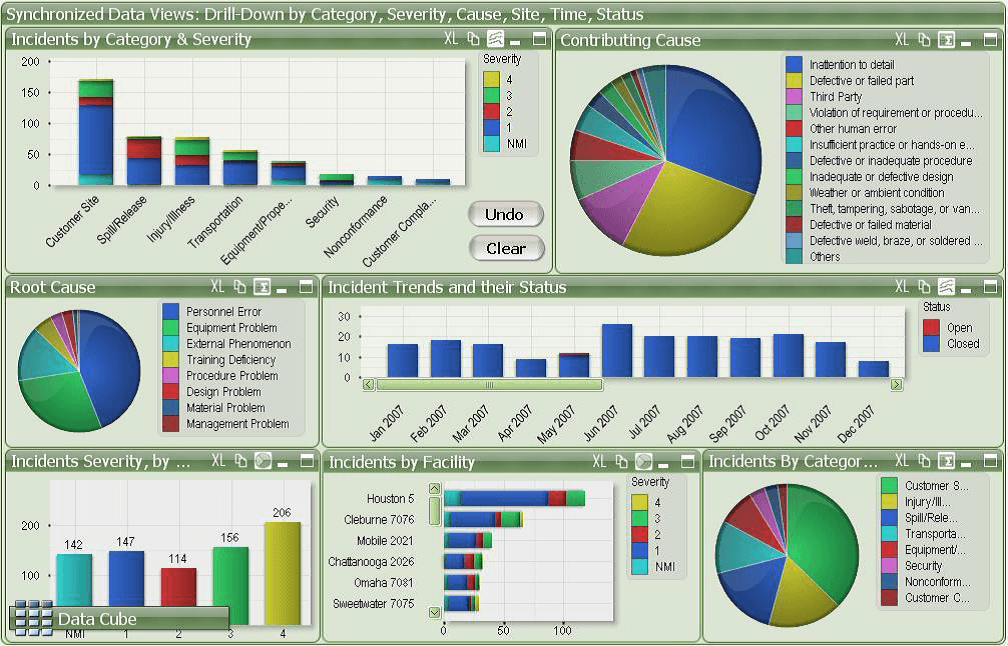 Synchronized Data Views: Drill-Down by Category, Severity, Cause, Site, Time, Status
Incidents by Category & Severity
XL
200
150
100
50
0
Customer Site
Spill/Release
Injury/Illness
Transportation
Equipment/Prope...
Security
Nonconformance
Customer Compla...
Severity
4
3
2
1
NMI
Undo
Clear
Contributing Cause
XL
Inattention to detail
Defective or failed part
Third Party
Violation of requirement or procedu...
Other human error
Insufficient practice or hands-on e...
Defective or inadequate procedure
Inadequate or defective design
Weather or ambient condition
Theft, tampering, sabotage, or van...
Defective or failed material
Defective weld, braze, or soldered ...
Others
Root Cause
XL
Personnel Error
Equipment Problem
External Phenomenon
Training Deficiency
Procedure Problem
Design Problem
Material Problem
Management Problem
Incident Trends and their Status
XL
30
20
10
0
Jan 2007
Feb 2007
Mar 2007
Apr 2007
May 2007
Jun 2007
Jul 2007
Aug 2007
Sep 2007
Oct 2007
Nov 2007
Dec 2007
Status
Open
Closed
Incidents Severity, by ...
XL
200
100
142
147
114
156
206
NMI
1
2
3
4
Data Cube
Incidents by Facility
XL
Houston 5
Cleburne 7076
Mobile 2021
Chattanooga 2026
Omaha 7081
Sweetwater 7075
0
50
100
Severity
4
3
2
1
NMI
Incidents By Categor...
XL
Customer S...
Injury/Ill...
Spill/Rele...
Transporta...
Equipment/...
Security
Nonconform...
Customer C...